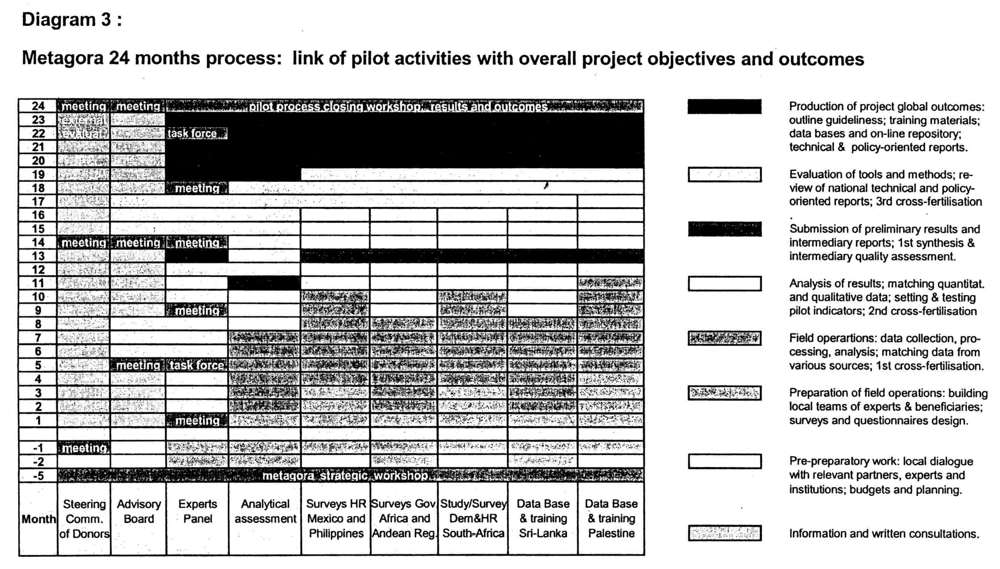 Diagram 3 :
Metagora 24 months process: link of pilot activities with overall project objectives and outcomes
24 meeting meeting pilot process closing workshop: results and outcomes
23 external
22 evaluat. task force
21
20
19
18 meeting
17
16
15
14 meeting meeting meeting
13
12
11
10
9 meeting
8
7
6
5 meeting task force
4
3
2
1 meeting
-1 meeting
-2
-5 metagora strategic workshop
Month
Steering
Comm.
of Donors
Advisory
Board
Experts
Panel
Analytical
assessment
Surveys HR
Mexico and
Philippines
Surveys Gov.
Africa and
Andean Reg.
Study/Survey
Dem&HR
South-Africa
Data Base
& training
Sri-Lanka
Data Base
& training
Palestine
Production of project global outcomes:
outline guideliness; training materials;
data bases and on-line repository;
technical & policy-oriented reports.
Evaluation of tools and methods; re-
view of national technical and policy-
oriented reports; 3rd cross-fertilisation
.
Submission of preliminary results and
intermediary reports; 1st synthesis &
intermediary quality assessment.
Analysis of results; matching quantitat.
and qualitative data; setting & testing
pilot indicators; 2nd cross-fertilisation
Field operartions: data collection, pro-
cessing, analysis; matching data from
various sources; 1st cross-fertilisation.
Preparation of field operations: building
local teams of experts & beneficiaries;
surveys and questionnaires design.
Pre-preparatory work: local dialogue
with relevant partners, experts and
institutions; budgets and planning.
Information and written consultations.